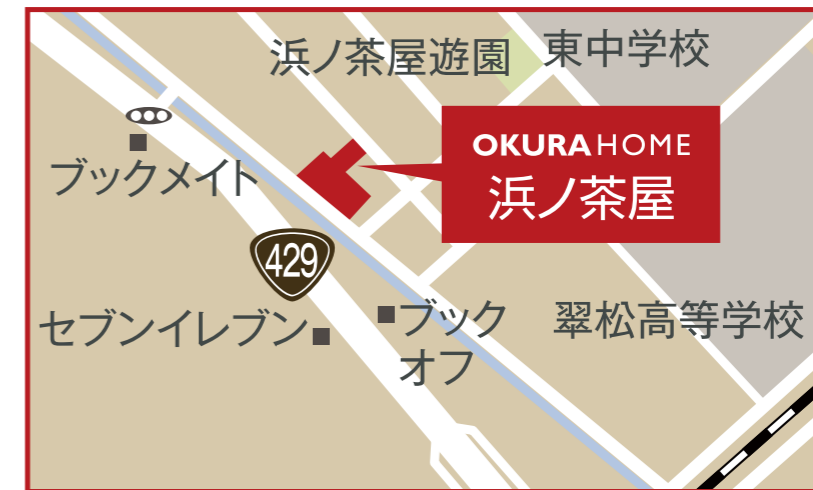 浜ノ茶屋遊園
東中学校
OKURA HOME
浜ノ茶屋
ブックメイト
429
セブンイレブン
ブック
オフ
翠松高等学校